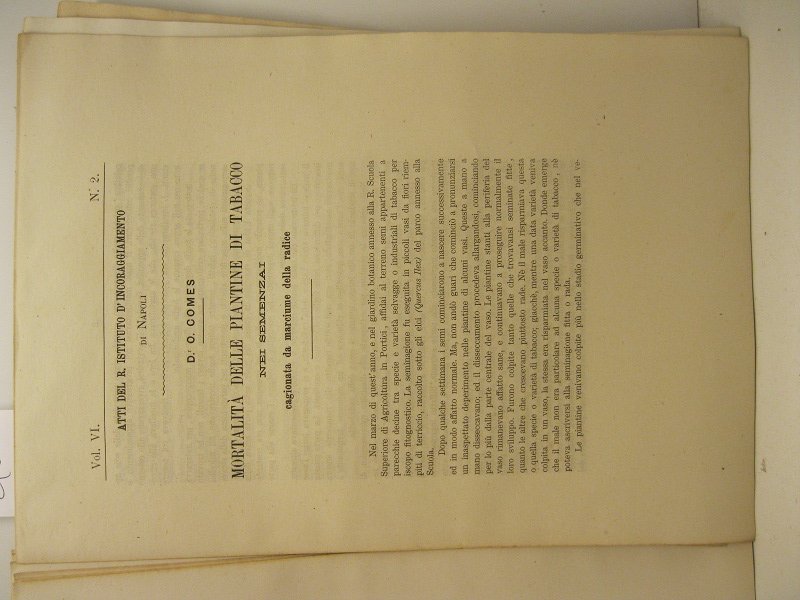 Vol. VI. N.° 2.
ATTI DEL R. ISTITUTO D'INCORAGGIAMENTO
DI NAPOLI
D.r O. COMES
MORTALITÀ DELLE PIANTINE DI TABACCO
NEI SEMENZAI
cagionata da marciume della radice
Nel marzo di quest'anno, e nel giardino botanico annesso alla R. Scuola
Superiore di Agricoltura in Portici, affidai al terreno semi appartenenti a
parecchie decine tra specie e varietà selvagge o industriali di tabacco per
iscopo fitognostico. La seminagione fu eseguita in piccoli vasi da fiori riem-
piti di terriccio, raccolto sotto gli elci (Quercus Ilex) del parco annesso alla
Scuola.
Dopo qualche settimana i semi cominciarono a nascere successivamente
ed in modo affatto normale. Ma, non andò guari che cominciò a pronunziarsi
un inaspettato deperimento nelle piantine di alcuni vasi. Queste a mano a
mano disseccavano; ed il disseccamento procedeva allargandosi, cominciando
per lo più dalla parte centrale del vaso. Le piantine stanti alla periferia del
vaso rimanevano affatto sane, e continuavano a proseguire normalmente il
loro sviluppo. Furono colpite tanto quelle che trovavansi seminate fitte,
quanto le altre che crescevano piuttosto rade. Nè il male risparmiava questa
o quella specie o varietà di tabacco; giacchè, mentre una data varietà veniva
colpita in un vaso, la stessa era risparmiata nel vaso accanto. Donde emerge
che il male non era particolare ad alcuna specie o varietà di tabacco, nè
poteva ascriversi alla seminagione fitta o rada.
Le piantine venivano colpite più nello stadio germinativo che nel ve-